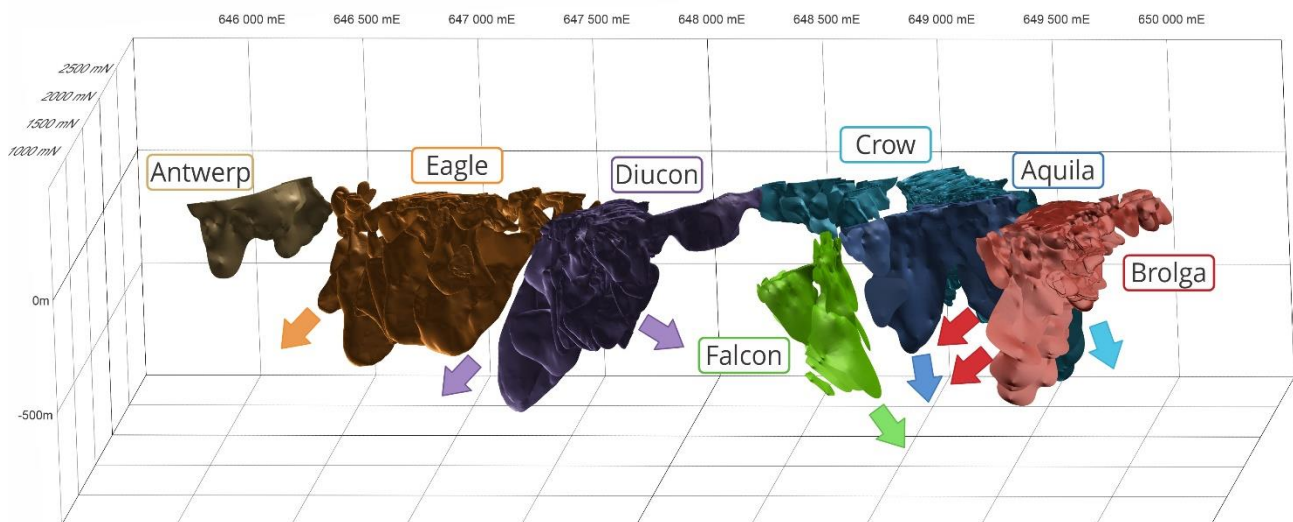 646 000 mE
646 500 mE
647 000 mE
647 500 mE
648 000 mE
648 500 mE
649 000 mE
649 500 mE
650 000 mE
2500 mN
2000 mN
1500 mN
1000 mN
Antwerp
Eagle
Diucon
Crow
Aquila
Brolga
Falcon
0m
-500m